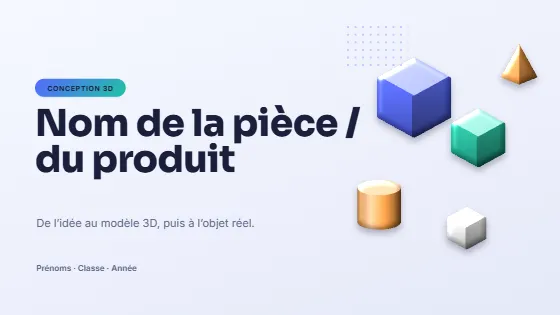 CONCEPTION 3D
Nom de la pièce /
du produit
De l’idée au modèle 3D, puis à l’objet réel.
Prénoms · Classe · Année